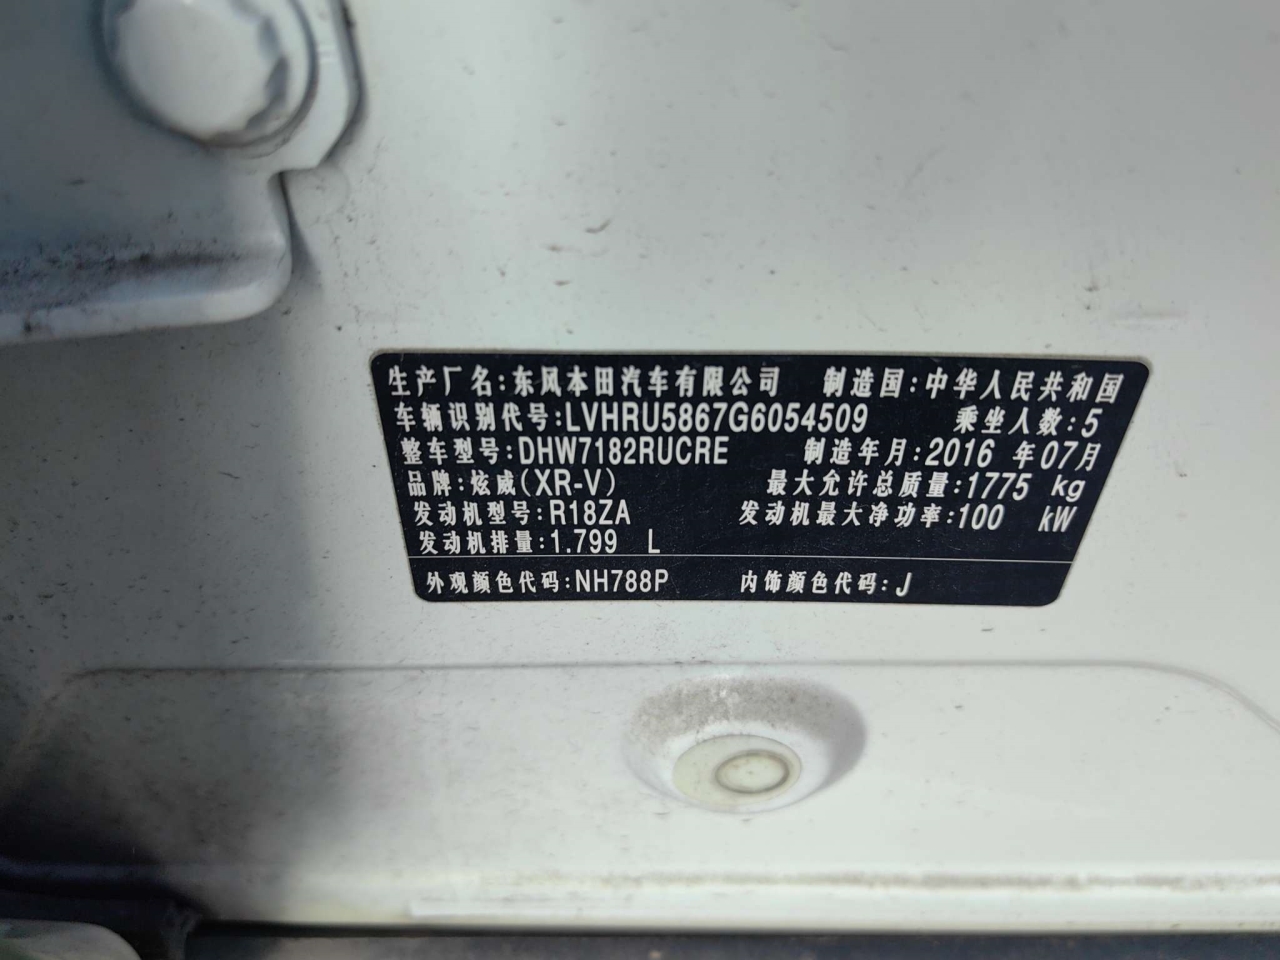 生产厂名:东风本田汽车有限公司 制造国:中华人民共和国
车辆识别代号:LVHRU5867G6054509 乘坐人数:5
整车型号:DHW7182RUCRE 制造年月:2016 年07月
品牌:炫威(XR-V) 最大允许总质量:1775 kg
发动机型号:R18ZA 发动机最大净功率:100 kW
发动机排量:1.799 L
外观颜色代码:NH788P 内饰颜色代码:J